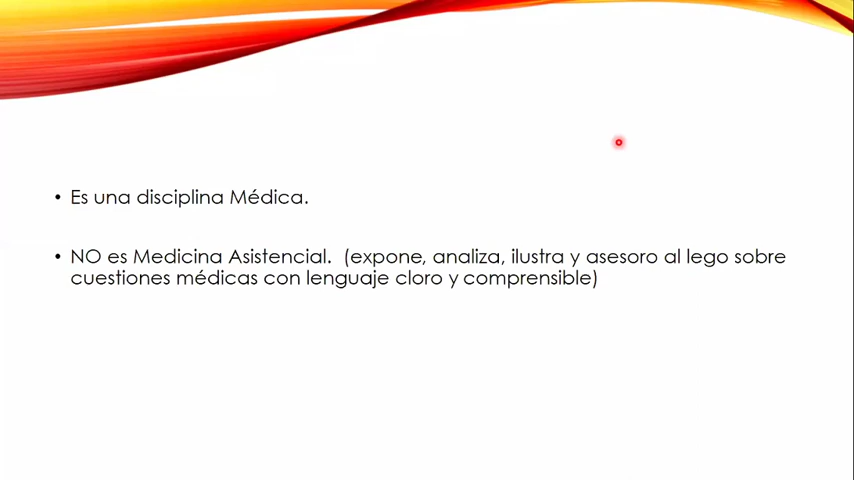 • Es una disciplina Médica.
• NO es Medicina Asistencial. (expone, analiza, ilustra y asesoro al lego sobre
cuestiones médicas con lenguaje cloro y comprensible)